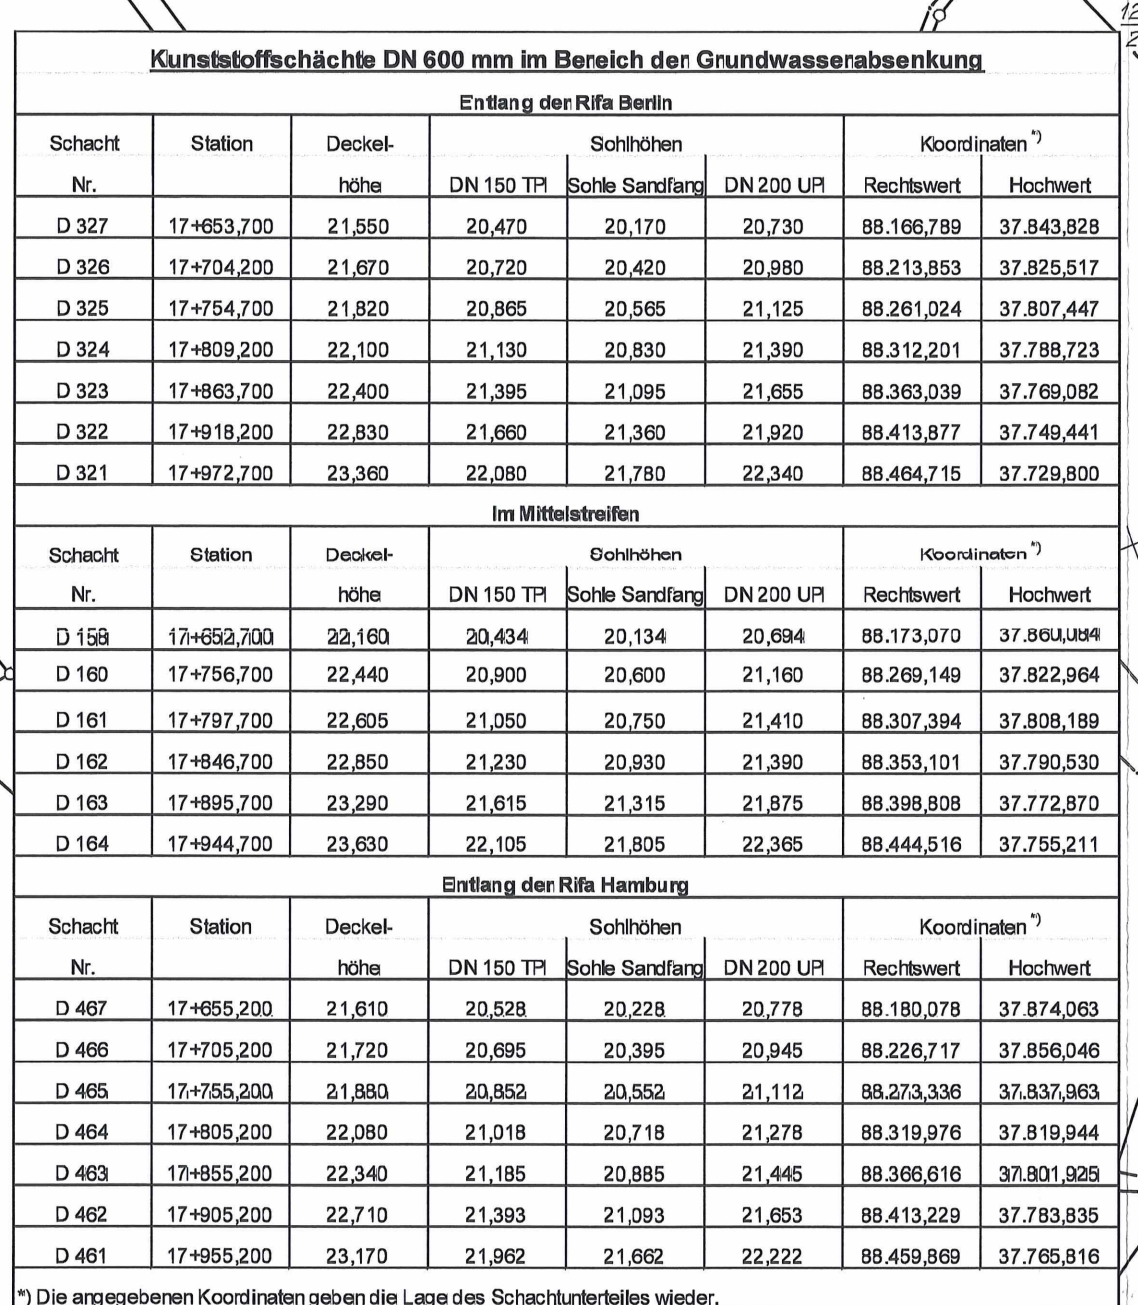 Kunststoffschächte DN 600 mm im Bereich der Grundwasserabsenkung
Entlang der Rifa Berlin
Schacht Station Deckel- Sohlhöhen Koordinaten *)
Nr. höhe DN 150 TP Sohle Sandfang DN 200 UP Rechtswert Hochwert
D 327 17+653,700 21,550 20,470 20,170 20,730 88.166,789 37.843,828
D 326 17+704,200 21,670 20,720 20,420 20,980 88.213,853 37.825,517
D 325 17+754,700 21,820 20,865 20,565 21,125 88.261,024 37.807,447
D 324 17+809,200 22,100 21,130 20,830 21,390 88.312,201 37.788,723
D 323 17+863,700 22,400 21,395 21,095 21,655 88.363,039 37.769,082
D 322 17+918,200 22,830 21,660 21,360 21,920 88.413,877 37.749,441
D 321 17+972,700 23,360 22,080 21,780 22,340 88.464,715 37.729,800
Im Mittelstreifen
Schacht Station Deckel- Sohlhöhen Koordinaten *)
Nr. höhe DN 150 TP Sohle Sandfang DN 200 UP Rechtswert Hochwert
D 158 17+652,700 22,160 20,434 20,134 20,694 88.173,070 37.860,084
D 160 17+756,700 22,440 20,900 20,600 21,160 88.269,149 37.822,964
D 161 17+797,700 22,605 21,050 20,750 21,410 88.307,394 37.808,189
D 162 17+846,700 22,850 21,230 20,930 21,390 88.353,101 37.790,530
D 163 17+895,700 23,290 21,615 21,315 21,875 88.398,808 37.772,870
D 164 17+944,700 23,630 22,105 21,805 22,365 88.444,516 37.755,211
Entlang der Rifa Hamburg
Schacht Station Deckel- Sohlhöhen Koordinaten *)
Nr. höhe DN 150 TP Sohle Sandfang DN 200 UP Rechtswert Hochwert
D 467 17+655,200 21,610 20,528 20,228 20,778 88.180,078 37.874,063
D 466 17+705,200 21,720 20,695 20,395 20,945 88.226,717 37.856,046
D 465 17+755,200 21,880 20,852 20,552 21,112 88.273,336 37.837,963
D 464 17+805,200 22,080 21,018 20,718 21,278 88.319,976 37.819,944
D 463 17+855,200 22,340 21,185 20,885 21,445 88.366,616 37.801,925
D 462 17+905,200 22,710 21,393 21,093 21,653 88.413,229 37.783,835
D 461 17+955,200 23,170 21,962 21,662 22,222 88.459,869 37.765,816
*) Die angegebenen Koordinaten geben die Lage des Schachtunterteiles wieder.